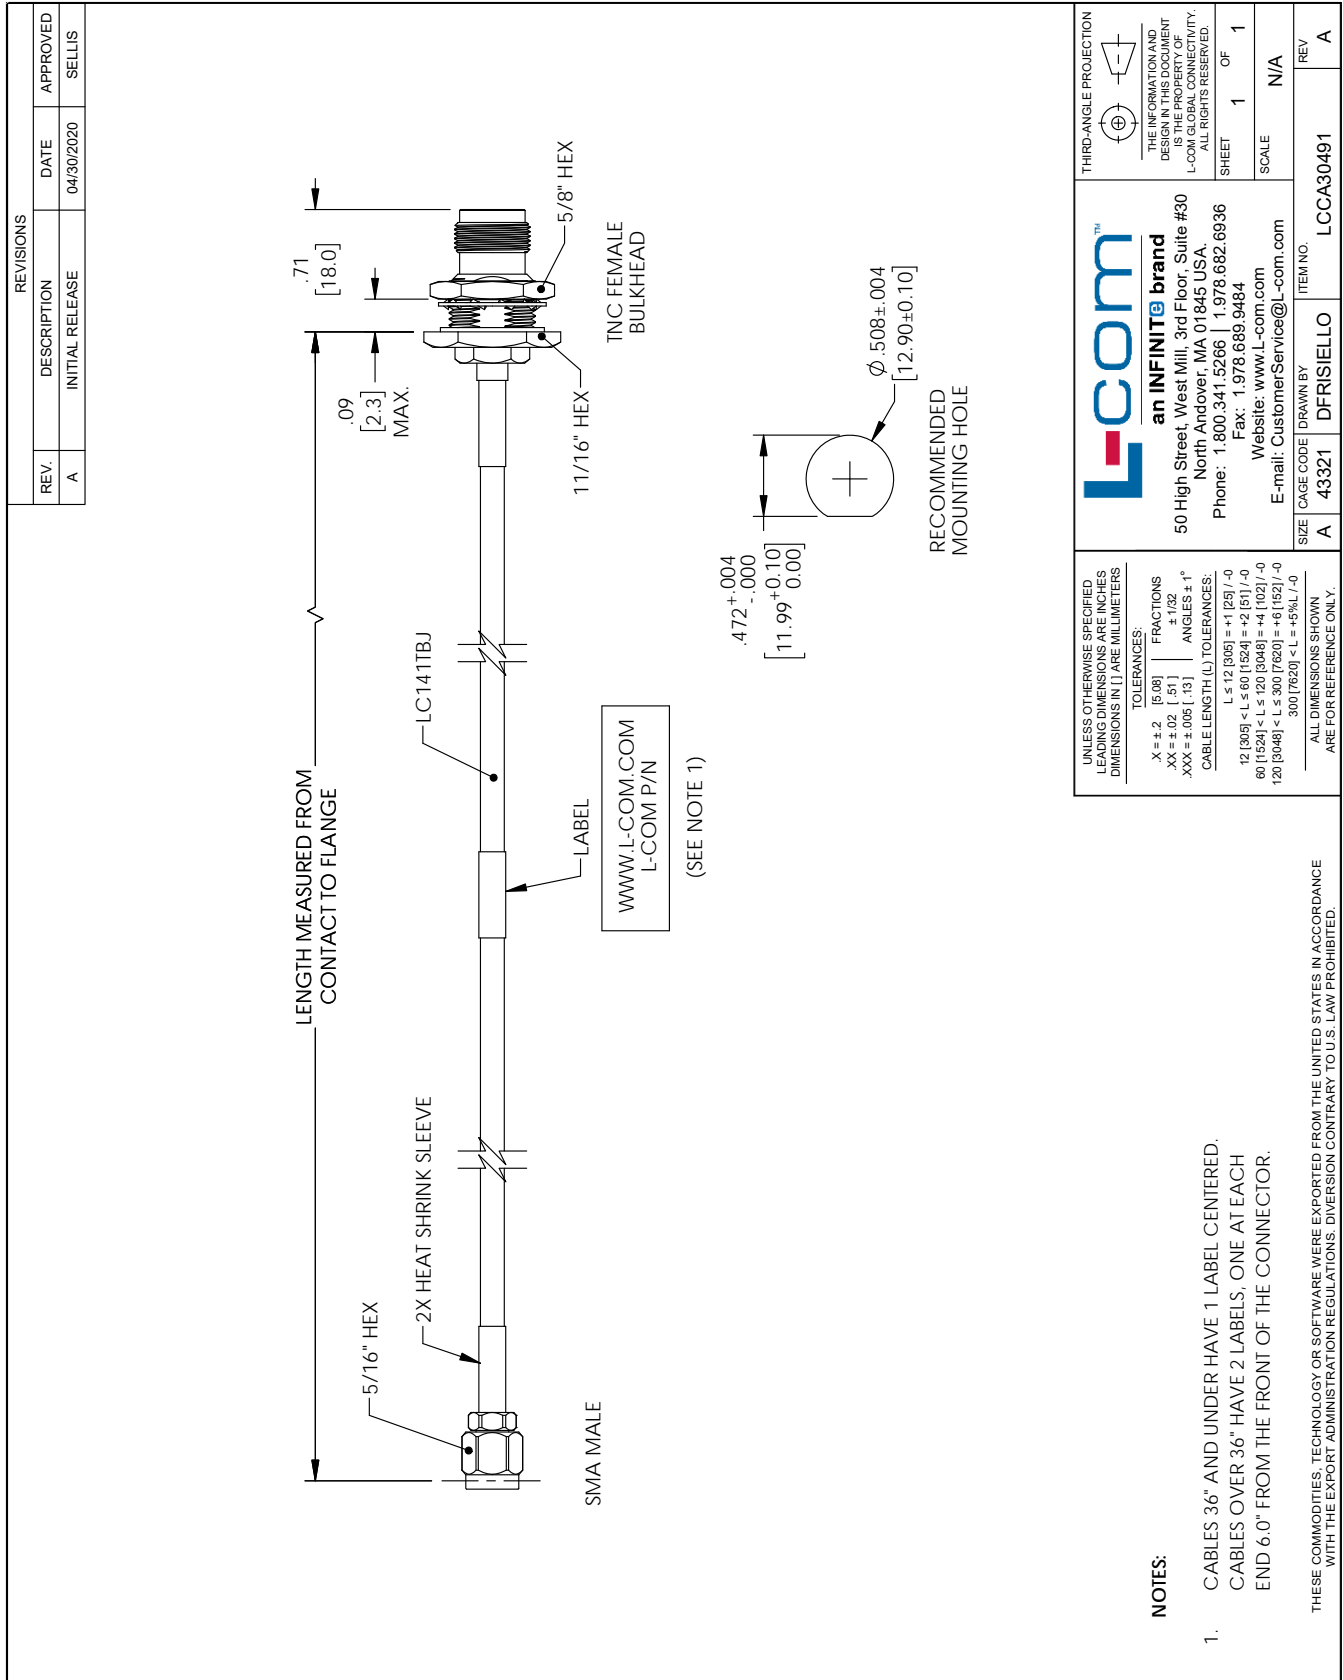 REVISIONS
REV. DESCRIPTION DATE APPROVED
A INITIAL RELEASE 04/30/2020 SELLIS
LENGTH MEASURED FROM
CONTACT TO FLANGE
.71
[18.0]
.09
[2.3]
MAX.
5/16" HEX
2X HEAT SHRINK SLEEVE
LC141TBJ
LABEL
WWW.L-COM.COM
L-COM P/N
(SEE NOTE 1)
11/16" HEX
5/8" HEX
SMA MALE
TNC FEMALE
BULKHEAD
.472 +.004
-.000
[11.99 +0.10]
0.00
Ø.508±.004
[12.90±0.10]
RECOMMENDED
MOUNTING HOLE
NOTES:
1. CABLES 36" AND UNDER HAVE 1 LABEL CENTERED.
CABLES OVER 36" HAVE 2 LABELS, ONE AT EACH
END 6.0" FROM THE FRONT OF THE CONNECTOR.
THESE COMMODITIES, TECHNOLOGY OR SOFTWARE WERE EXPORTED FROM THE UNITED STATES IN ACCORDANCE
WITH THE EXPORT ADMINISTRATION REGULATIONS. DIVERSION CONTRARY TO U.S. LAW PROHIBITED.
UNLESS OTHERWISE SPECIFIED
LEADING DIMENSIONS ARE INCHES
DIMENSIONS IN [ ] ARE MILLIMETERS
TOLERANCES:
.X = ±.2 [5.08] FRACTIONS
.XX = ±.02 [.51] ± 1/32
.XXX = ±.005 [.13] ANGLES ± 1°
CABLE LENGTH (L) TOLERANCES:
L ≤ 12 [305] = +1 [25] / -0
12 [305] < L ≤ 60 [1524] = +2 [51] / -0
60 [1524] < L ≤ 120 [3048] = +4 [102] / -0
120 [3048] < L ≤ 300 [7620] = +6 [152] / -0
300 [7620] < L = +5%L / -0
ALL DIMENSIONS SHOWN
ARE FOR REFERENCE ONLY.
L-com™
an INFINITe brand
50 High Street, West Mill, 3rd Floor, Suite #30
North Andover, MA 01845 USA.
Phone: 1.800.341.5266 | 1.978.682.6936
Fax: 1.978.689.9484
Website: www.L-com.com
E-mail: CustomerService@L-com.com
THIRD-ANGLE PROJECTION
THE INFORMATION AND
DESIGN IN THIS DOCUMENT
IS THE PROPERTY OF
L-COM GLOBAL CONNECTIVITY.
ALL RIGHTS RESERVED.
SHEET 1 OF 1
SCALE N/A
SIZE A
CAGE CODE 43321
DRAWN BY DFRISIELLO
ITEM NO. LCCA30491
REV A